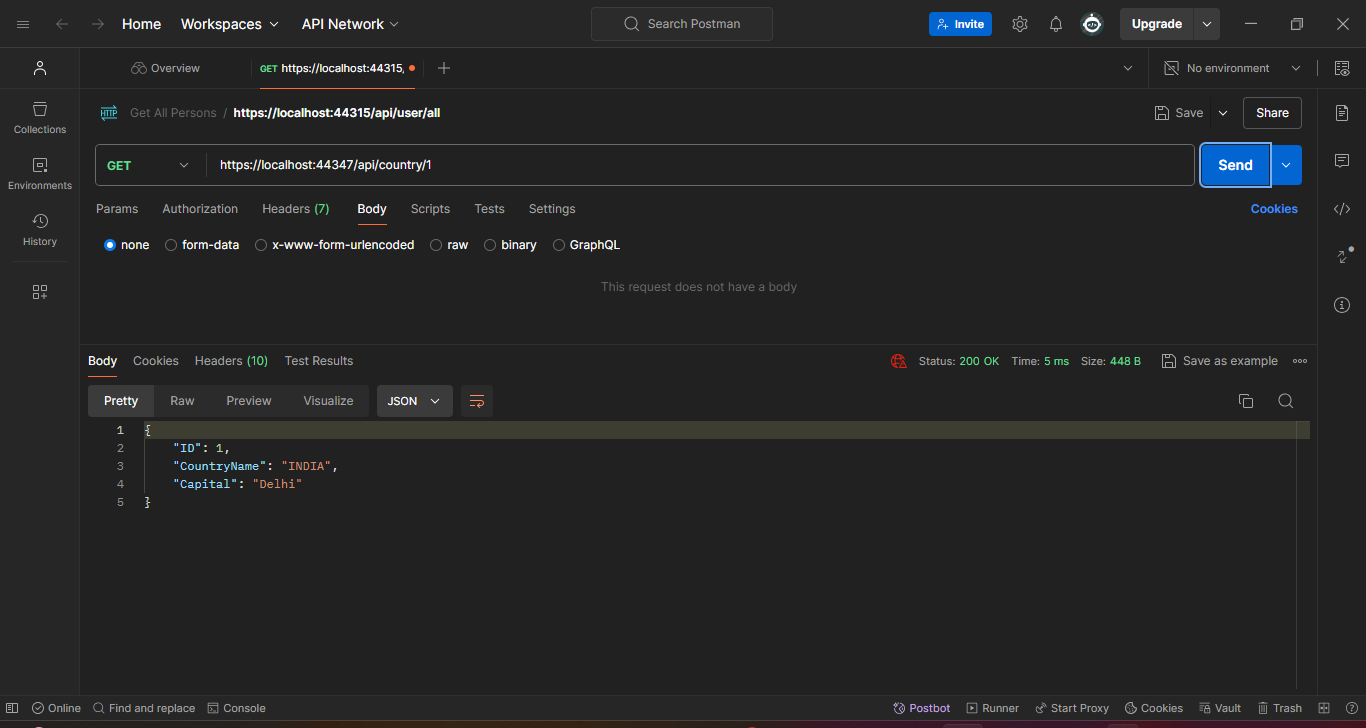 Home Workspaces API Network Search Postman Invite Upgrade
Overview GET https://localhost:44315, No environment
HTTP Get All Persons / https://localhost:44315/api/user/all Save Share
GET https://localhost:44347/api/country/1 Send
Params Authorization Headers (7) Body Scripts Tests Settings Cookies
none form-data x-www-form-urlencoded raw binary GraphQL
This request does not have a body
Collections
Environments
History
Body Cookies Headers (10) Test Results Status: 200 OK Time: 5 ms Size: 448 B Save as example
Pretty Raw Preview Visualize JSON
1 {
2 "ID": 1,
3 "CountryName": "INDIA",
4 "Capital": "Delhi"
5 }
Online Find and replace Console Postbot Runner Start Proxy Cookies Vault Trash